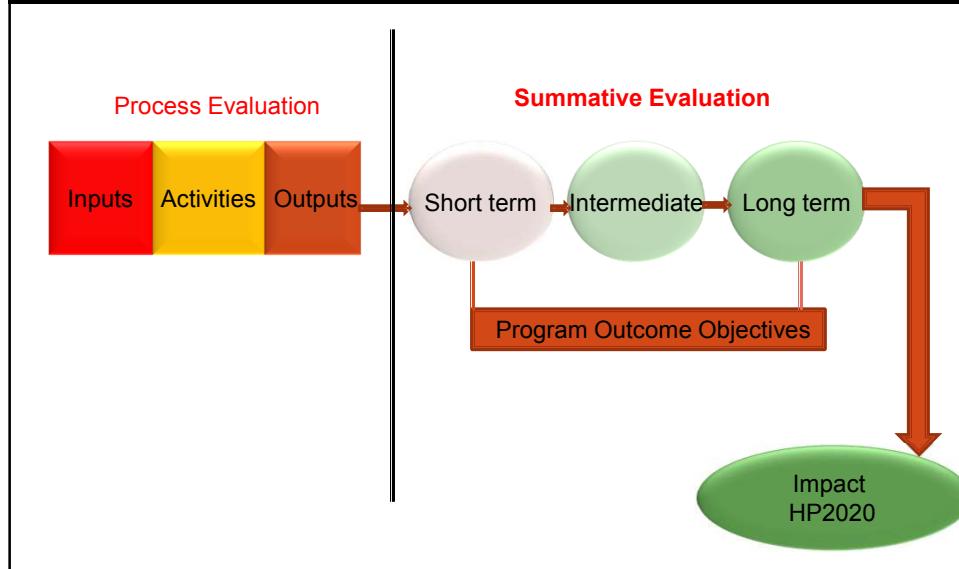 Process Evaluation
Summative Evaluation
Inputs
Activities
Outputs
Short term
Intermediate
Long term
Program Outcome Objectives
Impact
HP2020